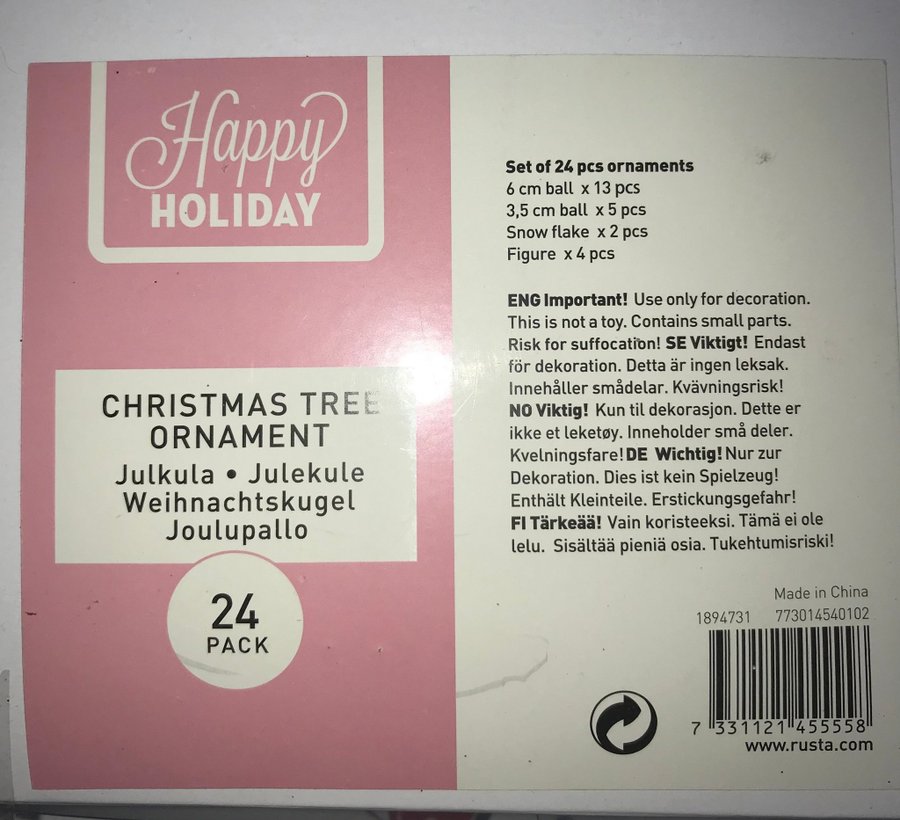 Happy
HOLIDAY
CHRISTMAS TREE
ORNAMENT
Julkula • Julekule
Weihnachtskugel
Joulupallo
24
PACK
Set of 24 pcs ornaments
6 cm ball x 13 pcs
3,5 cm ball x 5 pcs
Snow flake x 2 pcs
Figure x 4 pcs
ENG Important! Use only for decoration.
This is not a toy. Contains small parts.
Risk for suffocation! SE Viktigt! Endast
för dekoration. Detta är ingen leksak.
Innehåller smådelar. Kvävningsrisk!
NO Viktig! Kun til dekorasjon. Dette er
ikke et leketøy. Inneholder små deler.
Kvelningsfare! DE Wichtig! Nur zur
Dekoration. Dies ist kein Spielzeug!
Enthält Kleinteile. Erstickungsgefahr!
FI Tärkeää! Vain koristeeksi. Tämä ei ole
lelu. Sisältää pieniä osia. Tukehtumisriski!
Made in China
1894731 773014540102
7 331121 455558
www.rusta.com